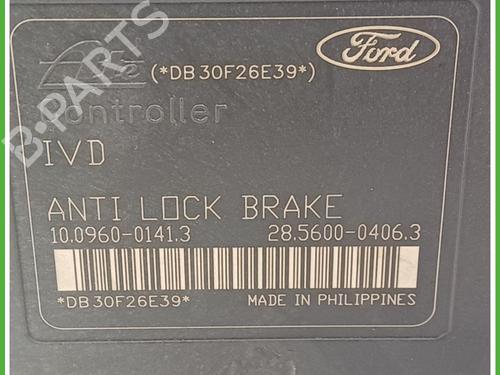 ate (*DB30F26E39*) Ford
Controller
IVD
ANTI LOCK BRAKE
10.0960-0141.3 28.5600-0406.3
*DB30F26E39* MADE IN PHILIPPINES
B-PARTS